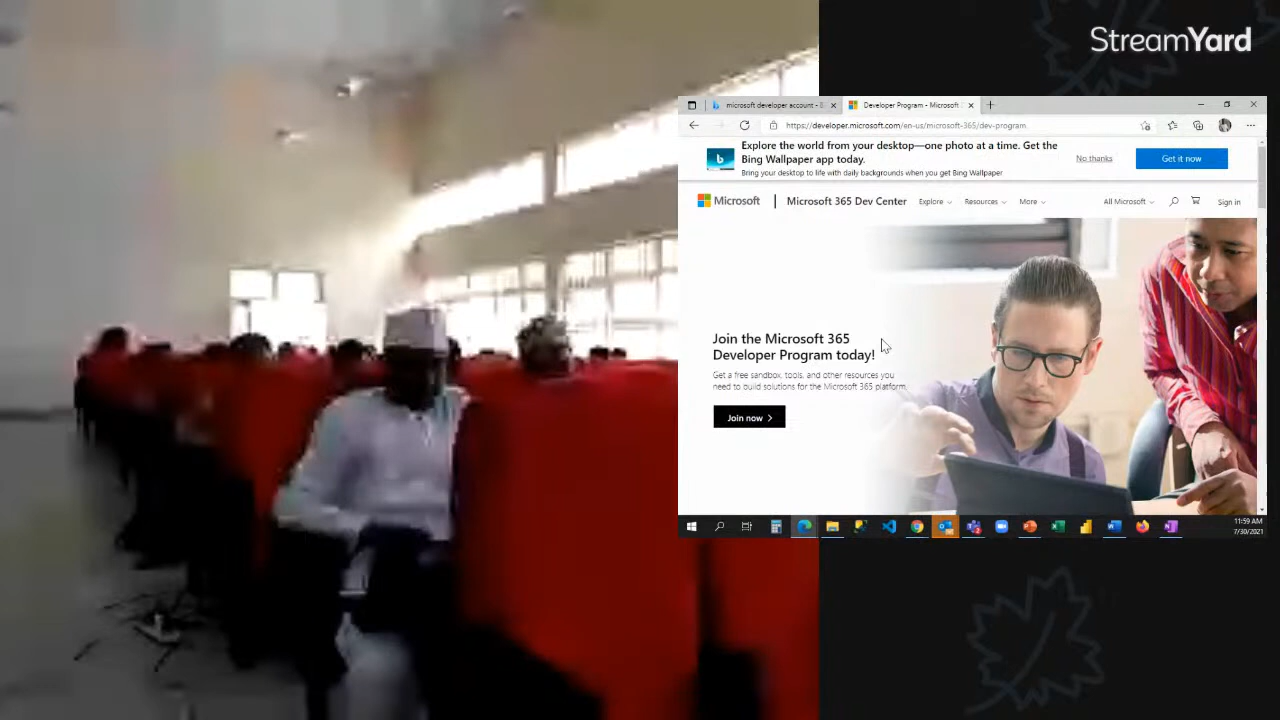 StreamYard
microsoft developer account - B
Developer Program - Microsoft
https://developer.microsoft.com/en-us/microsoft-365/dev-program
Explore the world from your desktop—one photo at a time. Get the
Bing Wallpaper app today.
Bring your desktop to life with daily backgrounds when you get Bing Wallpaper
No thanks
Get it now
Microsoft
Microsoft 365 Dev Center
Explore
Resources
More
All Microsoft
Sign in
Join the Microsoft 365
Developer Program today!
Get a free sandbox, tools, and other resources you
need to build solutions for the Microsoft 365 platform.
Join now
11:59 AM
7/30/2021